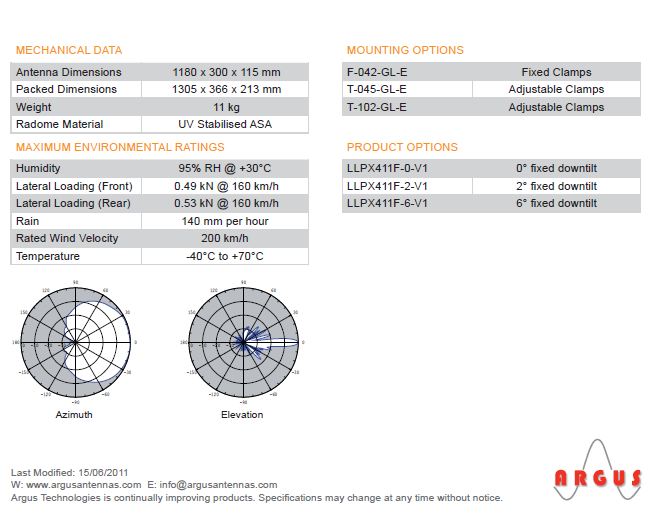 MECHANICAL DATA
Antenna Dimensions 1180 x 300 x 115 mm
Packed Dimensions 1305 x 366 x 213 mm
Weight 11 kg
Radome Material UV Stabilised ASA
MAXIMUM ENVIRONMENTAL RATINGS
Humidity 95% RH @ +30°C
Lateral Loading (Front) 0.49 kN @ 160 km/h
Lateral Loading (Rear) 0.53 kN @ 160 km/h
Rain 140 mm per hour
Rated Wind Velocity 200 km/h
Temperature -40°C to +70°C
MOUNTING OPTIONS
F-042-GL-E Fixed Clamps
T-045-GL-E Adjustable Clamps
T-102-GL-E Adjustable Clamps
PRODUCT OPTIONS
LLPX411F-0-V1 0° fixed downtilt
LLPX411F-2-V1 2° fixed downtilt
LLPX411F-6-V1 6° fixed downtilt
90
120 60
150 30
180 0
-150 -30
-120 -60
-90
Azimuth
90
120 60
150 30
180 0
-150 -30
-120 -60
-90
Elevation
Last Modified: 15/06/2011
W: www.argusantennas.com E: info@argusantennas.com
Argus Technologies is continually improving products. Specifications may change at any time without notice.
ARGUS